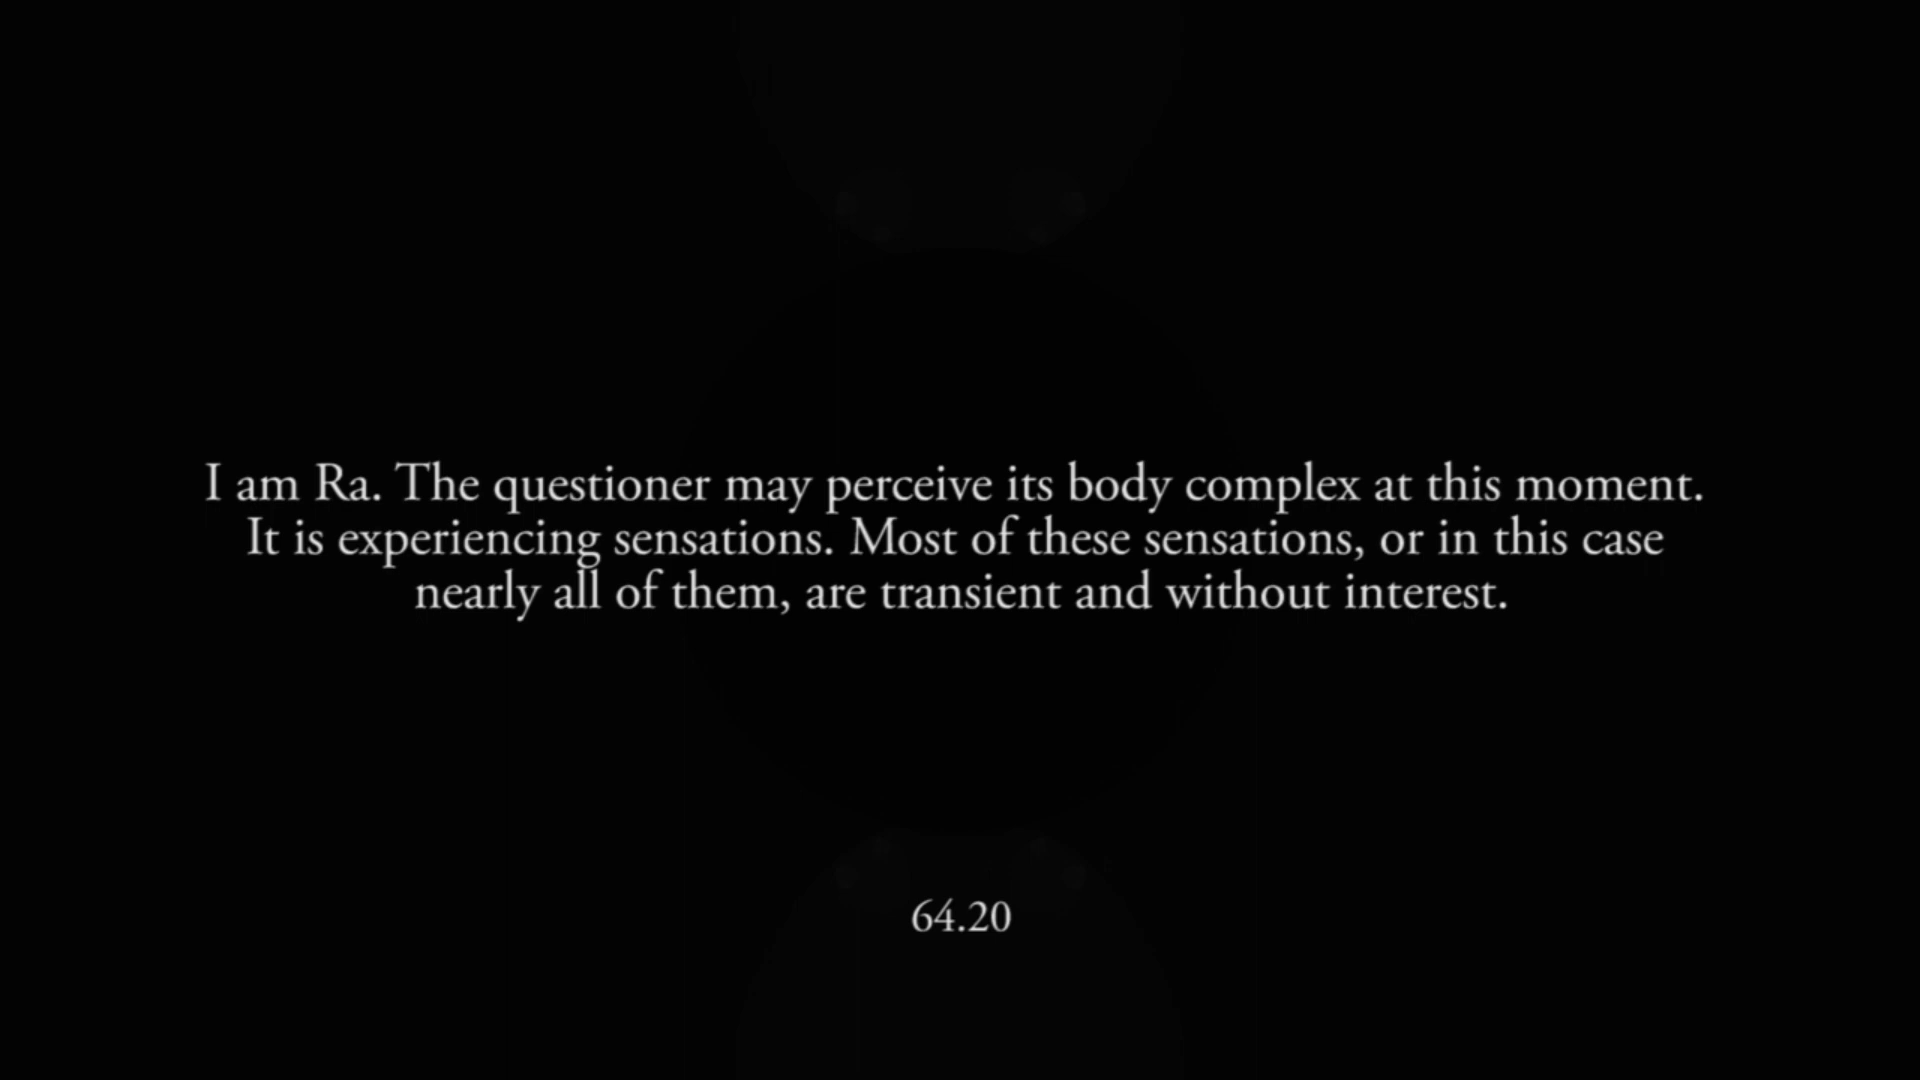 I am Ra. The questioner may perceive its body complex at this moment.
It is experiencing sensations. Most of these sensations, or in this case
nearly all of them, are transient and without interest.
64.20